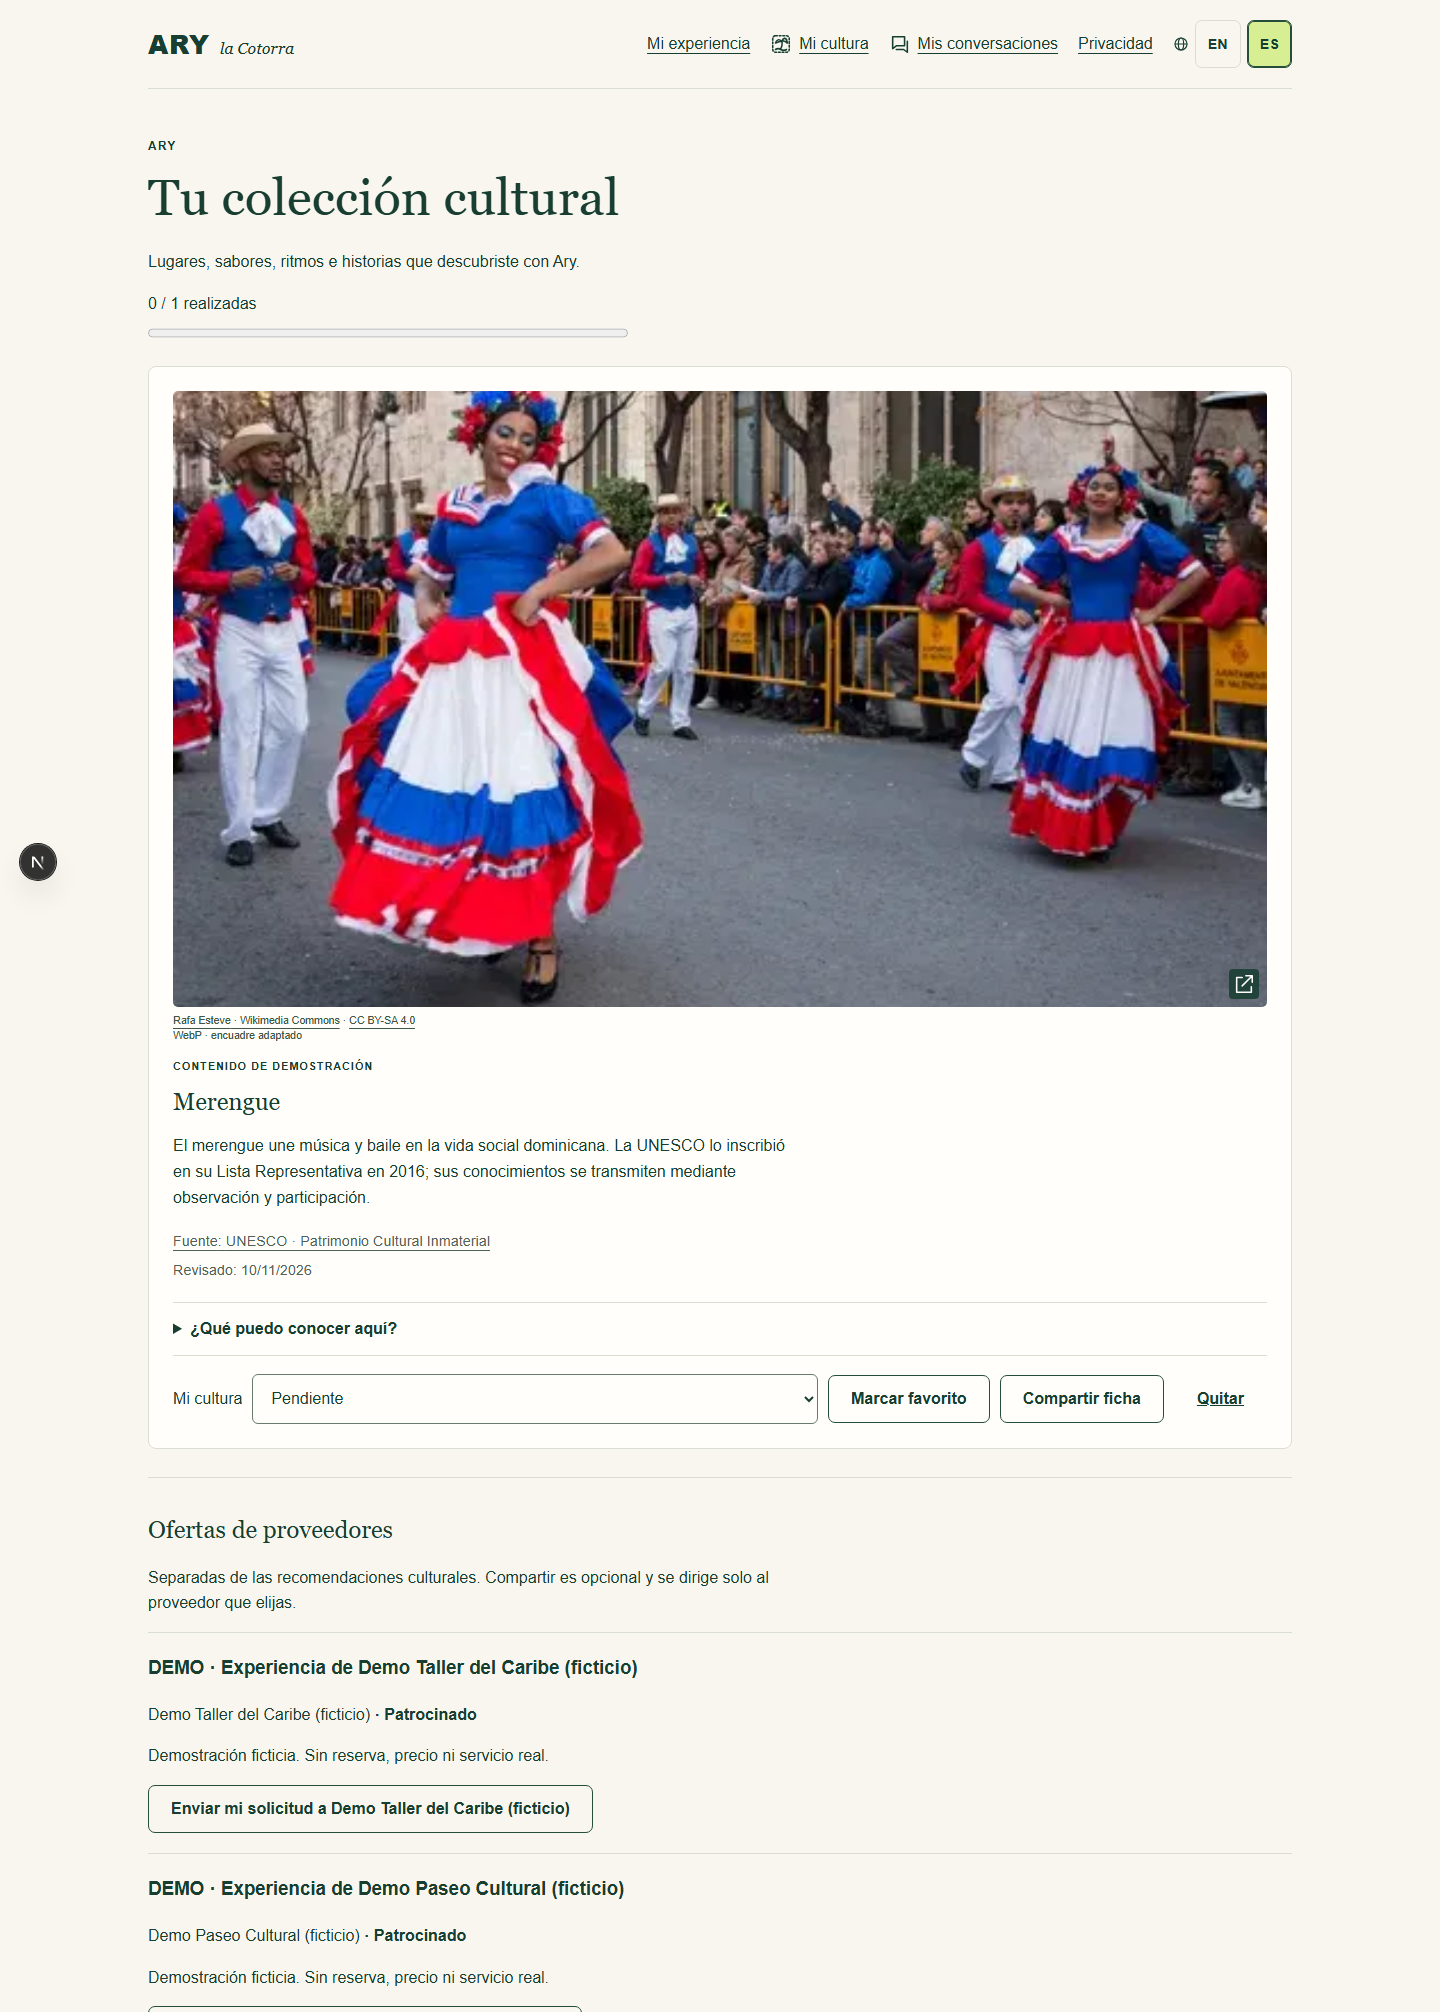 ARY la Cotorra
Mi experiencia Mi cultura Mis conversaciones Privacidad EN ES
ARY
Tu colección cultural
Lugares, sabores, ritmos e historias que descubriste con Ary.
0 / 1 realizadas
Rafa Esteve · Wikimedia Commons · CC BY-SA 4.0
WebP · encuadre adaptado
CONTENIDO DE DEMOSTRACIÓN
Merengue
El merengue une música y baile en la vida social dominicana. La UNESCO lo inscribió
en su Lista Representativa en 2016; sus conocimientos se transmiten mediante
observación y participación.
Fuente: UNESCO · Patrimonio Cultural Inmaterial
Revisado: 10/11/2026
¿Qué puedo conocer aquí?
Mi cultura Pendiente Marcar favorito Compartir ficha Quitar
Ofertas de proveedores
Separadas de las recomendaciones culturales. Compartir es opcional y se dirige solo al
proveedor que elijas.
DEMO · Experiencia de Demo Taller del Caribe (ficticio)
Demo Taller del Caribe (ficticio) · Patrocinado
Demostración ficticia. Sin reserva, precio ni servicio real.
Enviar mi solicitud a Demo Taller del Caribe (ficticio)
DEMO · Experiencia de Demo Paseo Cultural (ficticio)
Demo Paseo Cultural (ficticio) · Patrocinado
Demostración ficticia. Sin reserva, precio ni servicio real.